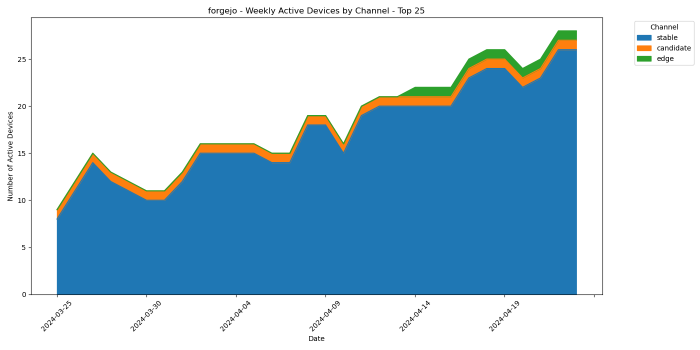 forgejo - Weekly Active Devices by Channel - Top 25
Channel
stable
candidate
edge
Number of Active Devices
25
20
15
10
5
0
2024-03-25
2024-03-30
2024-04-04
2024-04-09
2024-04-14
2024-04-19
Date